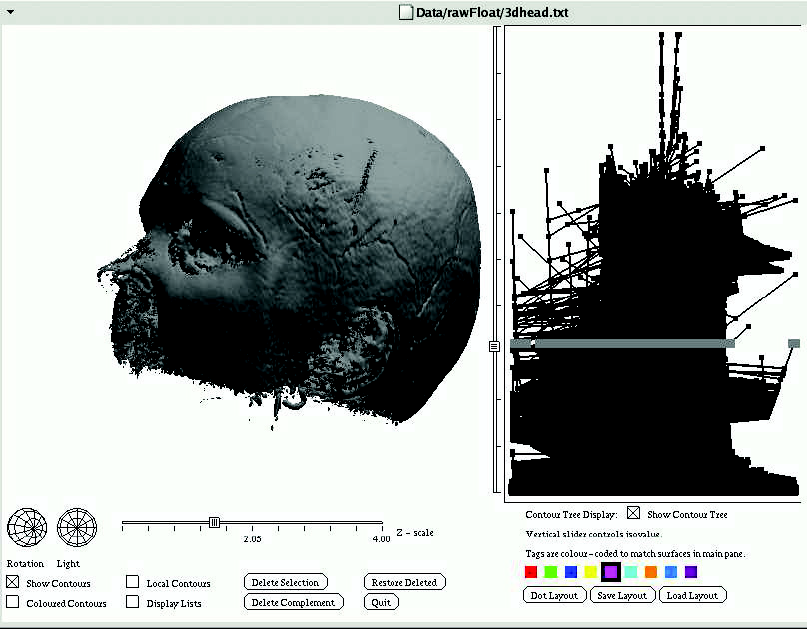 Data/rawFloat/3dhead.txt
2.05
4.00
Z - scale
Rotation
Light
Show Contours
Local Contours
Delete Selection
Restore Deleted
Coloured Contours
Display Lists
Delete Complement
Quit
Contour Tree Display:
Show Contour Tree
Vertical slider controls isovalue.
Tags are colour - coded to match surfaces in main pane.
Dot Layout
Save Layout
Load Layout